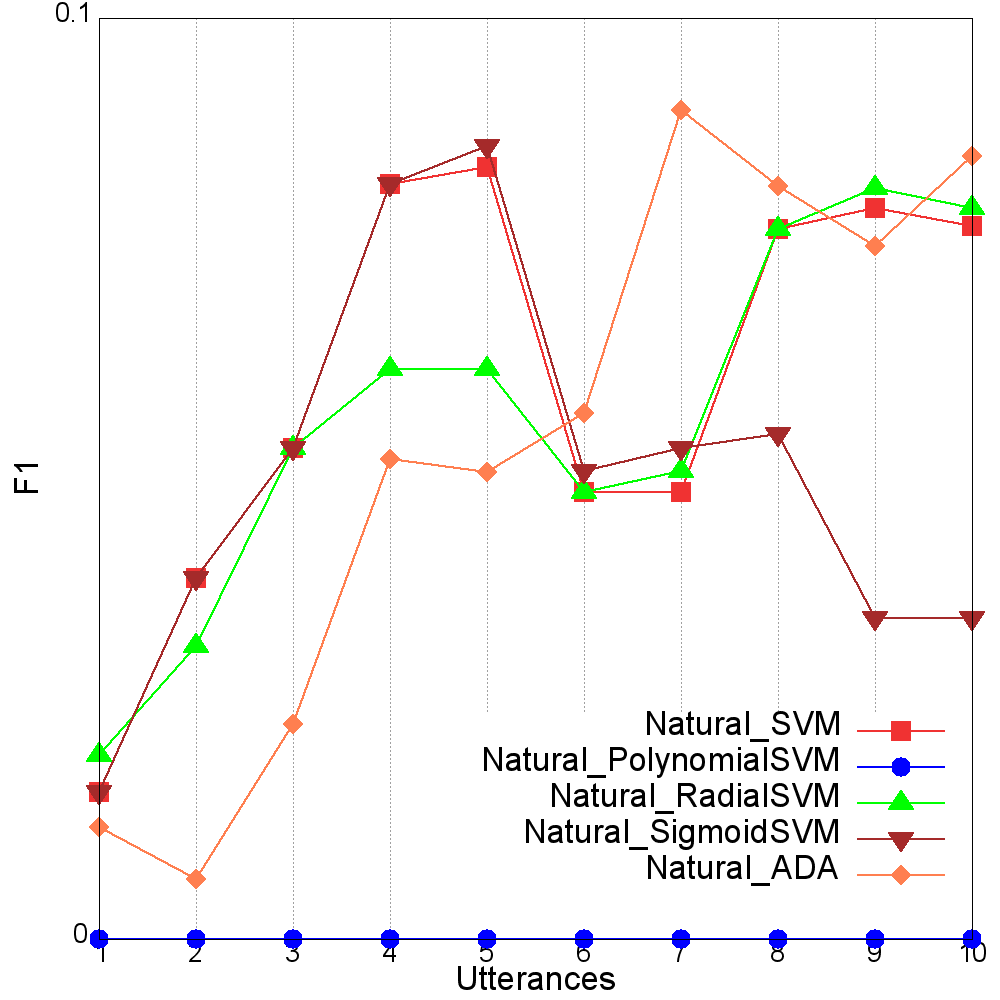 0.1
F1
Natural_SVM
Natural_PolynomialSVM
Natural_RadialSVM
Natural_SigmoidSVM
Natural_ADA
0
1 2 3 4 5 6 7 8 9 10
Utterances